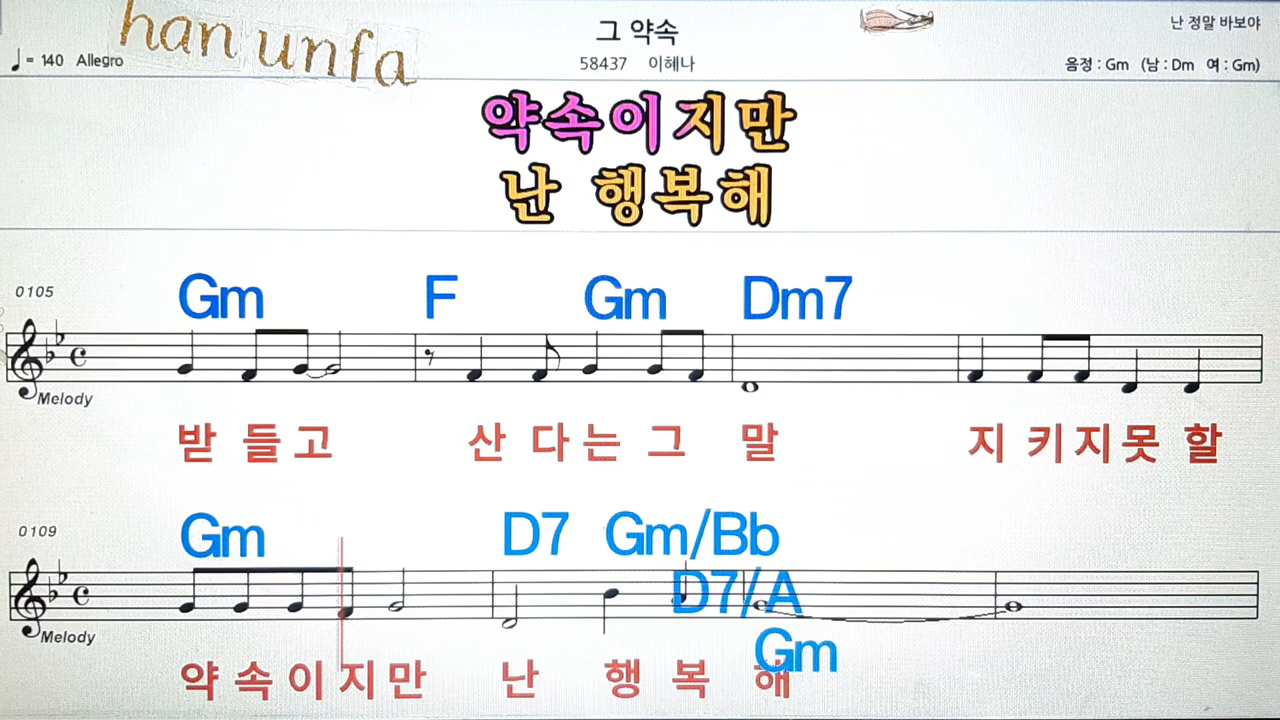 han unfa
그 약속
난 정말 바보야
♩= 140 Allegro
58437 이혜나
음정 : Gm (남 : Dm 여 : Gm)
약속이지만
난 행복해
0105
Gm F Gm Dm7
Melody
받 들 고 산 다 는 그 말 지 키 지 못 할
0109
Gm D7 Gm/Bb
D7/A
Melody
Gm
약 속 이 지 만 난 행 복 해